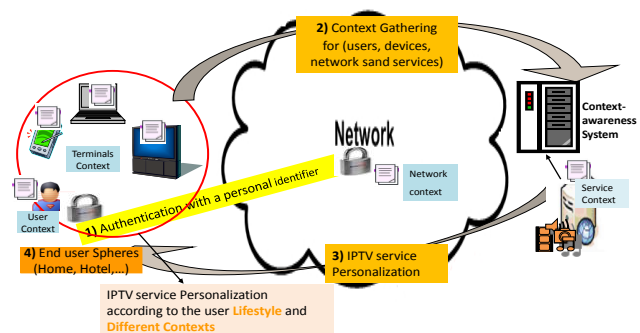 2) Context Gathering
for (users, devices,
network sand services)
Context-
awareness
System
Network
Terminals
Context
Network
context
Service
Context
User
Context
1) Authentication with a personal identifier
4) End user Spheres
(Home, Hotel,...)
3) IPTV service
Personalization
IPTV service Personalization
according to the user Lifestyle and
Different Contexts